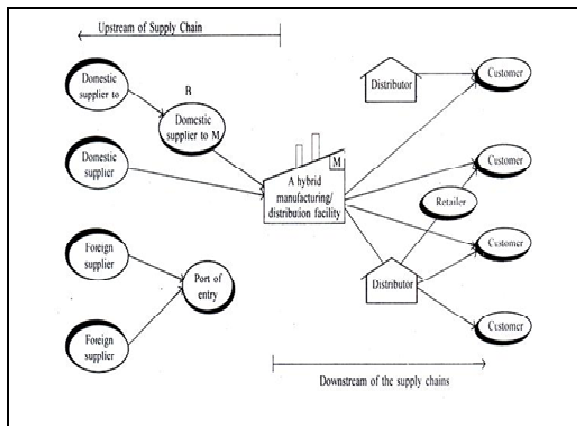 Upstream of Supply Chain
Domestic
supplier to
B
Domestic
supplier to M
Domestic
supplier
Foreign
supplier
Port of
entry
Foreign
supplier
M
A hybrid
manufacturing/
distribution facility
Distributor
Customer
Customer
Retailer
Customer
Distributor
Customer
Downstream of the supply chains